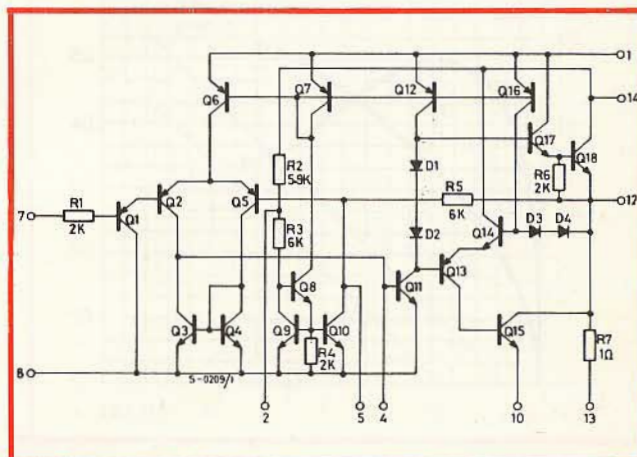 1
14
Q6
Q7
Q12
Q16
Q17
Q18
D1
R6
2K
R2
5·9K
R1
2K
7
Q1
Q2
Q5
R5
6K
12
R3
6K
D2
Q14
D3
D4
Q8
Q11
Q13
Q3
Q4
Q9
Q10
R4
2K
Q15
R7
1Ω
6
S-0209/1
2
5
4
10
13